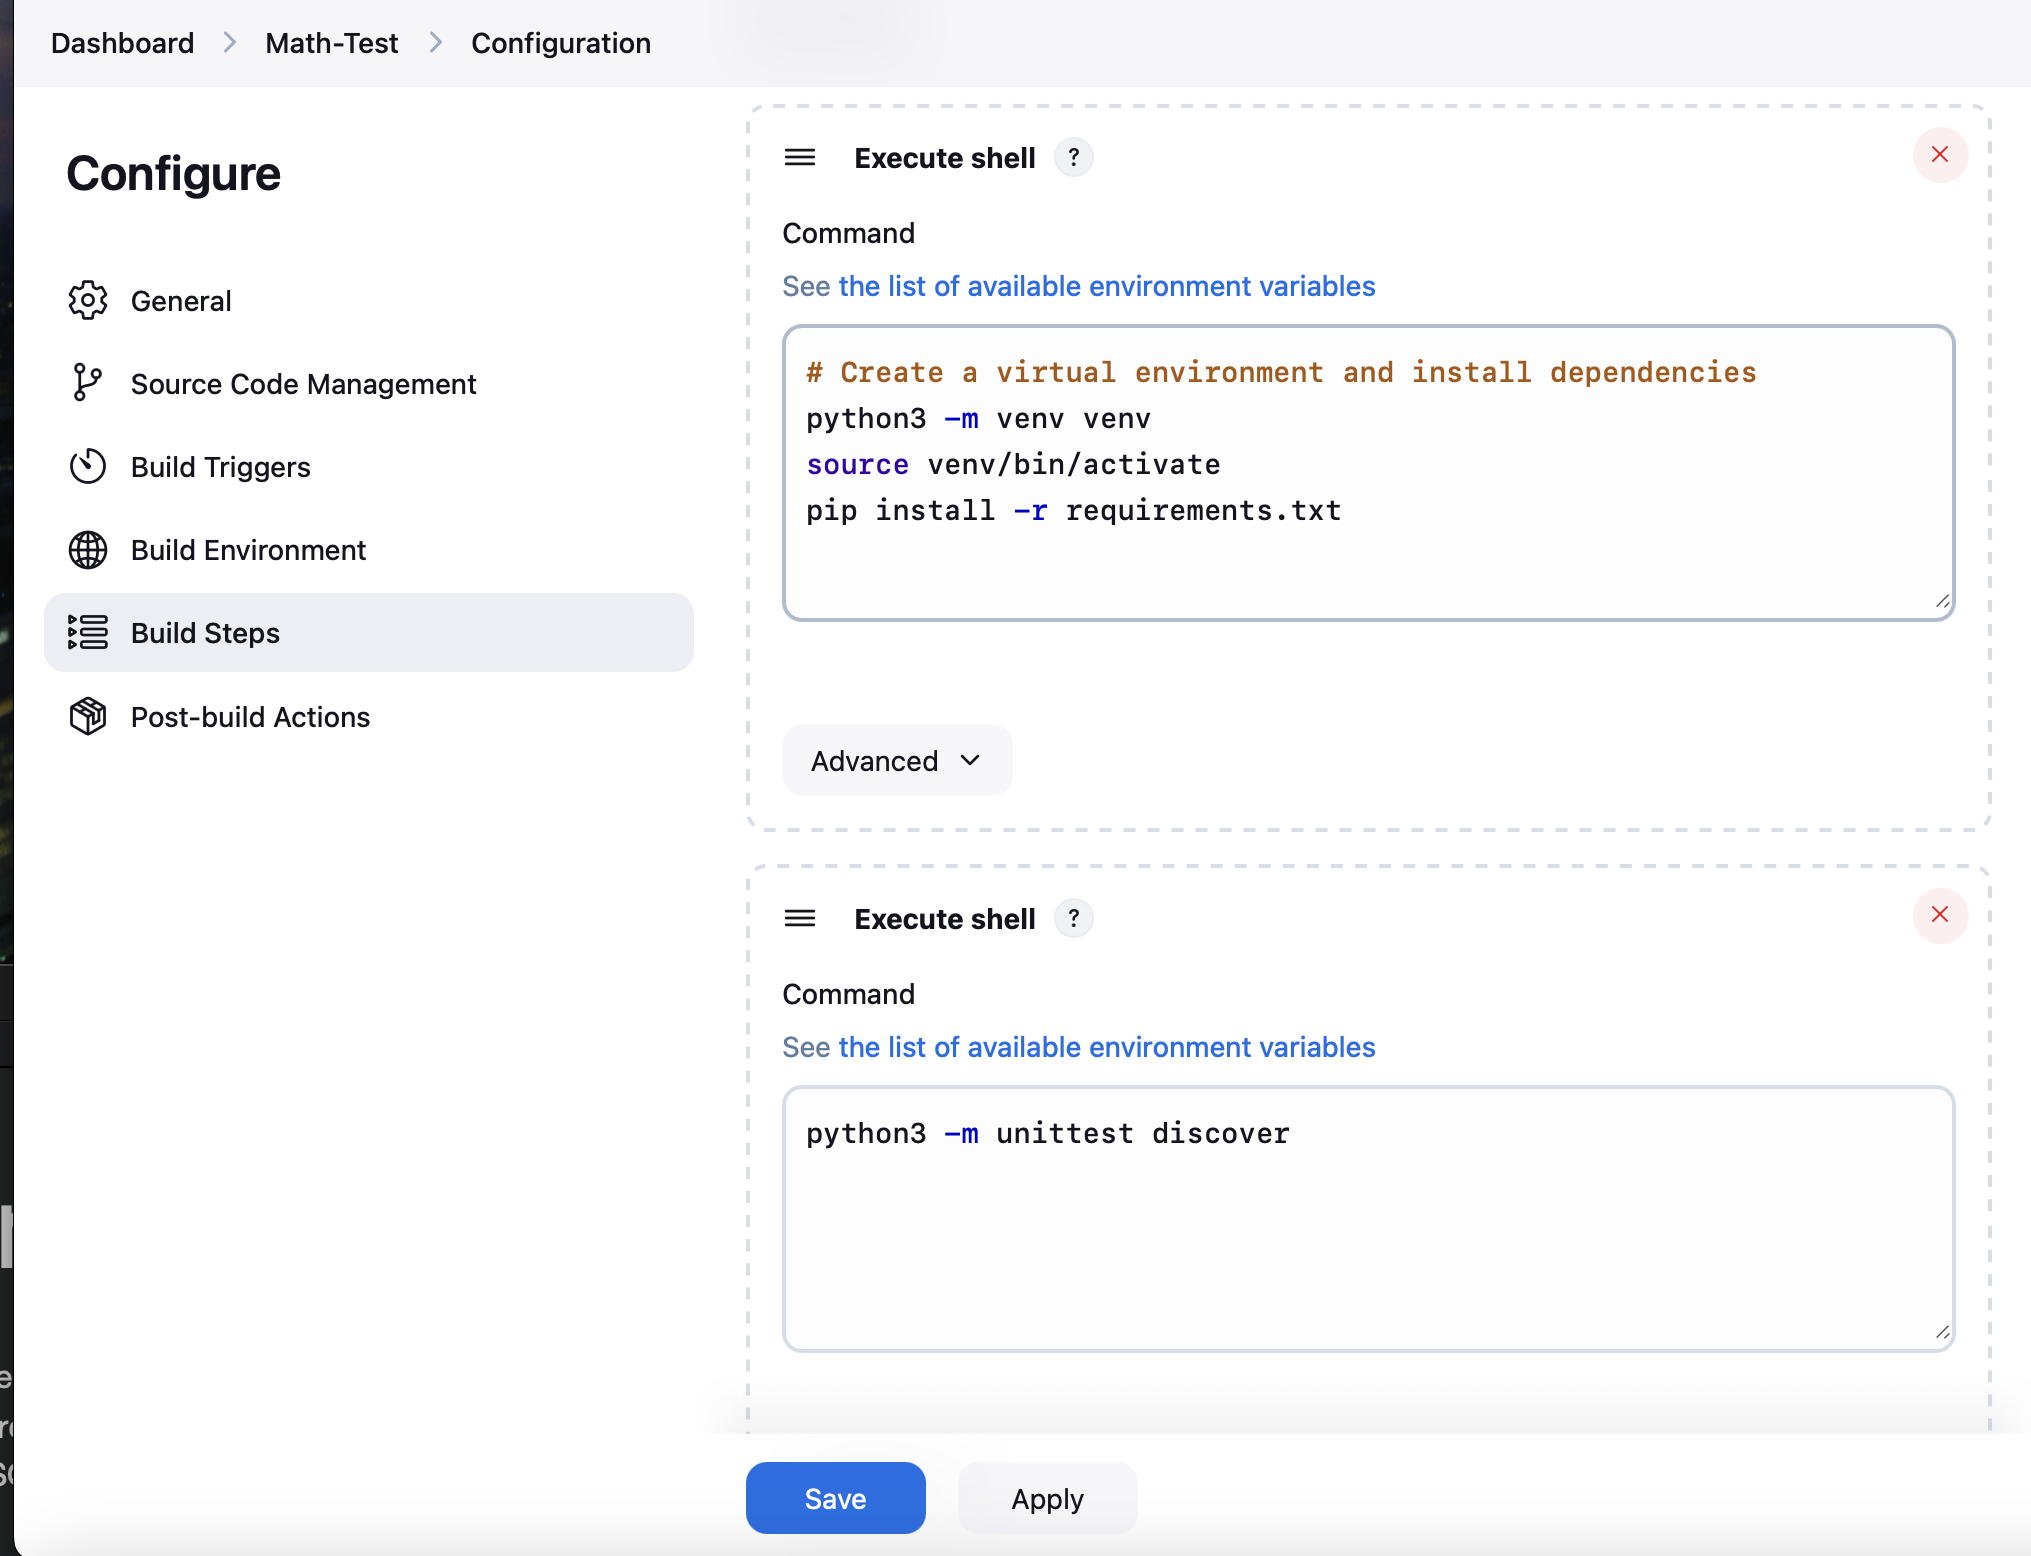 Dashboard > Math-Test > Configuration
Configure
General
Source Code Management
Build Triggers
Build Environment
Build Steps
Post-build Actions
Execute shell ?
Command
See the list of available environment variables
# Create a virtual environment and install dependencies
python3 -m venv venv
source venv/bin/activate
pip install -r requirements.txt
Advanced
Execute shell ?
Command
See the list of available environment variables
python3 -m unittest discover
Save
Apply